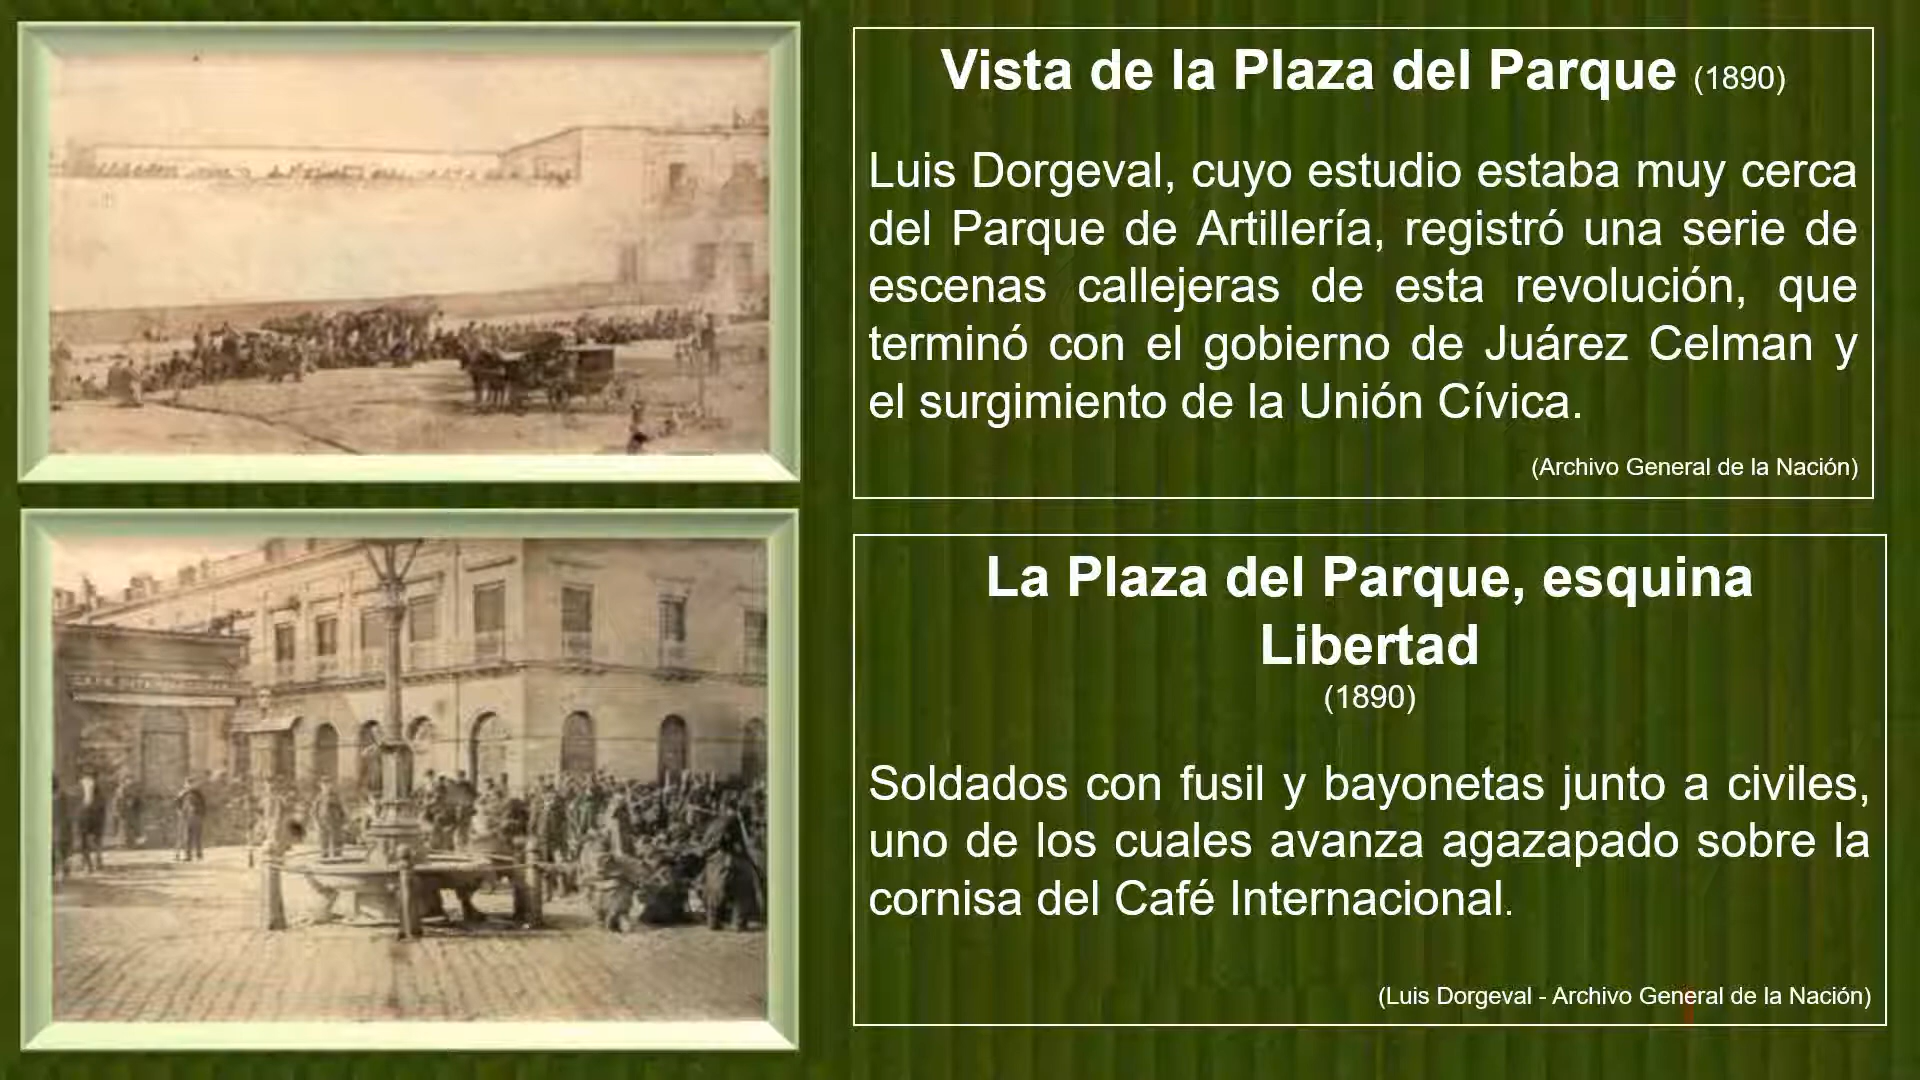 Vista de la Plaza del Parque (1890)
Luis Dorgeval, cuyo estudio estaba muy cerca
del Parque de Artillería, registró una serie de
escenas callejeras de esta revolución, que
terminó con el gobierno de Juárez Celman y
el surgimiento de la Unión Cívica.
(Archivo General de la Nación)
La Plaza del Parque, esquina
Libertad
(1890)
Soldados con fusil y bayonetas junto a civiles,
uno de los cuales avanza agazapado sobre la
cornisa del Café Internacional.
(Luis Dorgeval - Archivo General de la Nación)